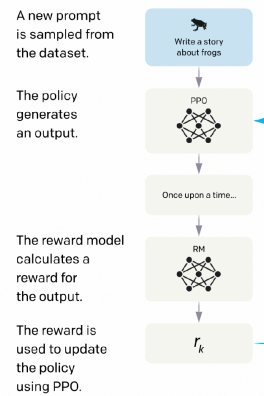 A new prompt
is sampled from
the dataset.
Write a story
about frogs
The policy
generates
an output.
PPO
Once upon a time...
The reward model
calculates a
reward for
the output.
RM
The reward is
used to update
the policy
using PPO.
rₖ